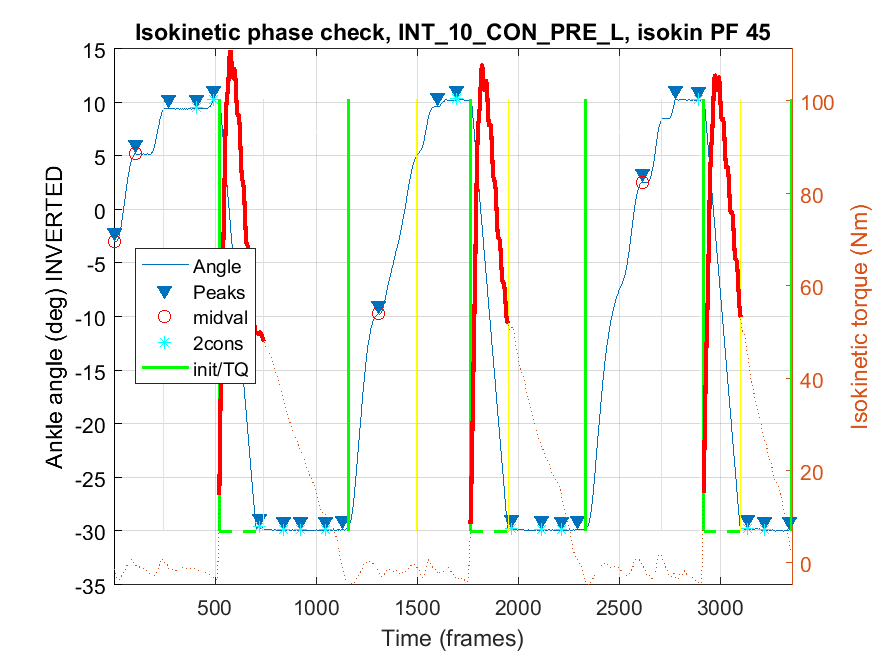 Isokinetic phase check, INT_10_CON_PRE_L, isokin PF 45
Ankle angle (deg) INVERTED
15
10
5
0
-5
-10
-15
-20
-25
-30
-35
Angle
Peaks
midval
2cons
init/TQ
500
1000
1500
2000
2500
3000
Time (frames)
100
80
60
40
20
0
Isokinetic torque (Nm)